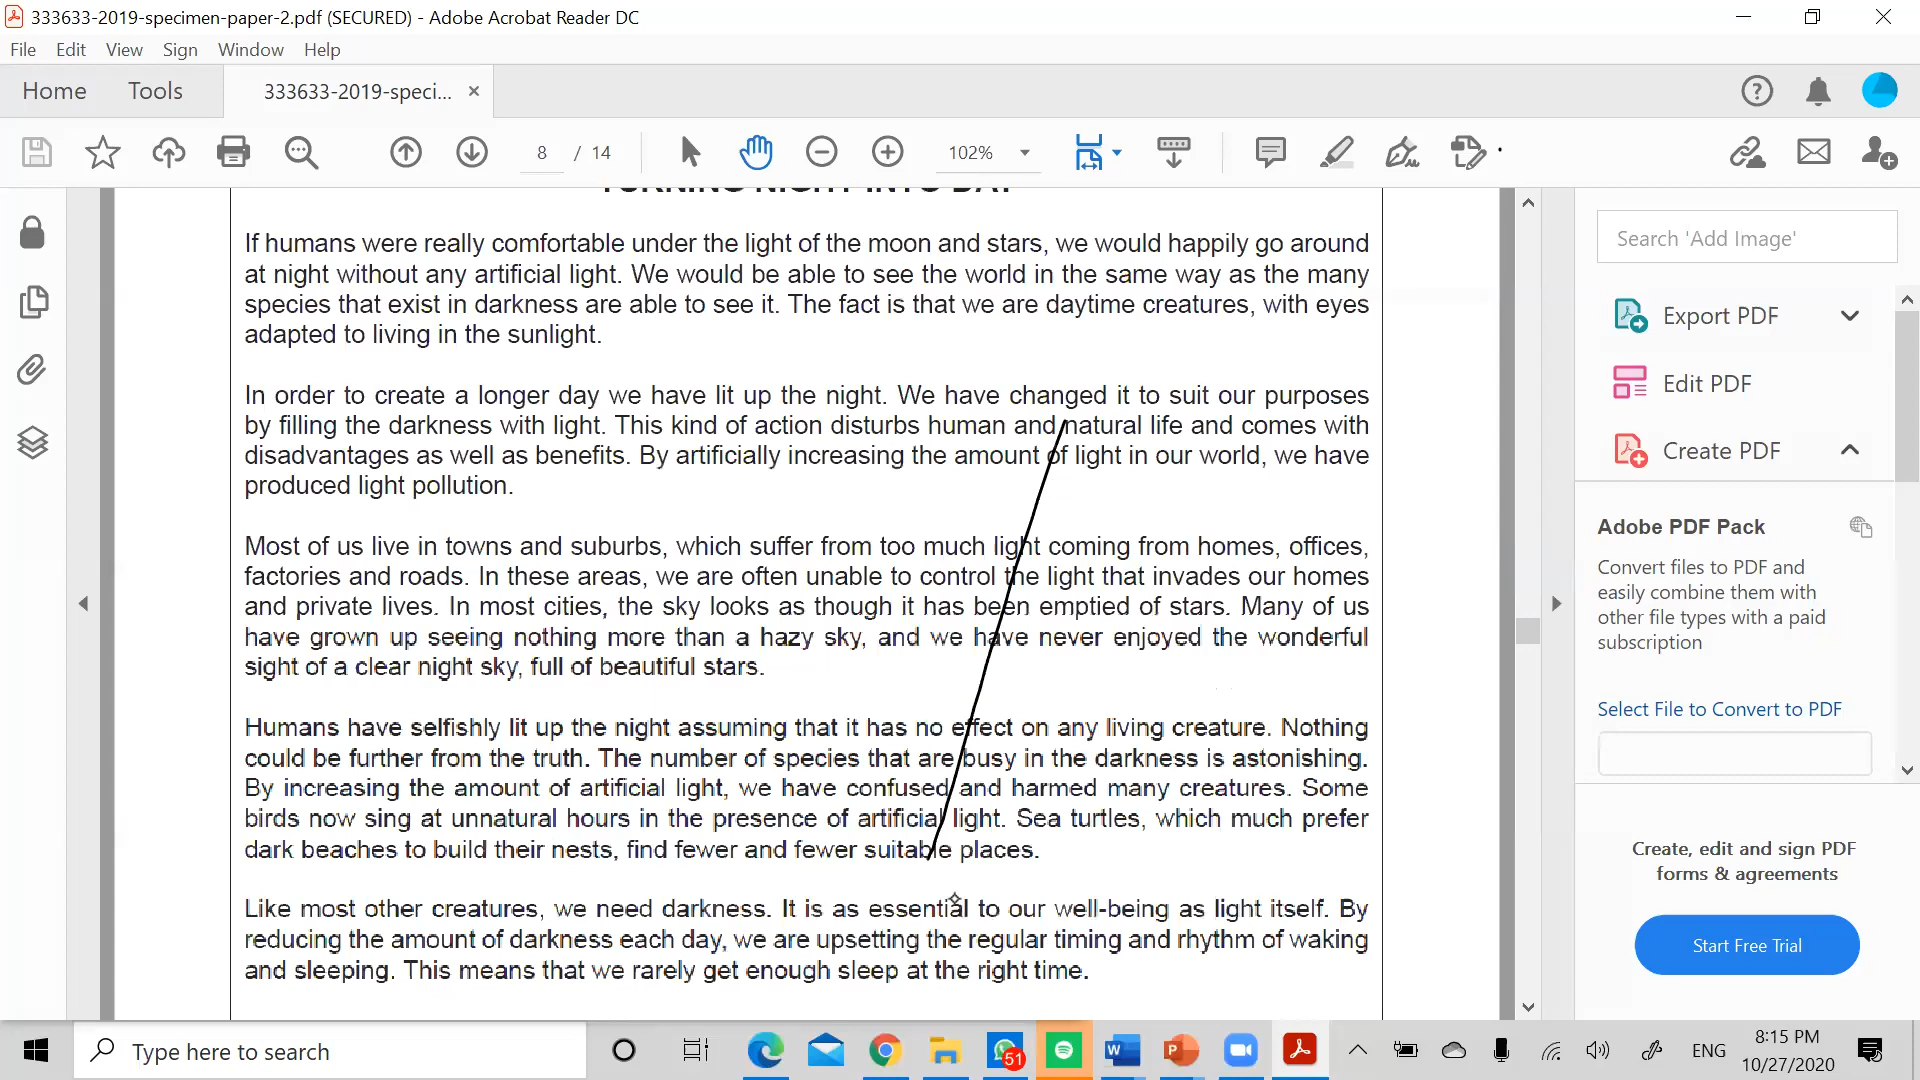 333633-2019-specimen-paper-2.pdf (SECURED) - Adobe Acrobat Reader DC
File Edit View Sign Window Help
Home Tools 333633-2019-speci... ×
8 / 14 102%
TURNING NIGHT INTO DAY
If humans were really comfortable under the light of the moon and stars, we would happily go around
at night without any artificial light. We would be able to see the world in the same way as the many
species that exist in darkness are able to see it. The fact is that we are daytime creatures, with eyes
adapted to living in the sunlight.
In order to create a longer day we have lit up the night. We have changed it to suit our purposes
by filling the darkness with light. This kind of action disturbs human and natural life and comes with
disadvantages as well as benefits. By artificially increasing the amount of light in our world, we have
produced light pollution.
Most of us live in towns and suburbs, which suffer from too much light coming from homes, offices,
factories and roads. In these areas, we are often unable to control the light that invades our homes
and private lives. In most cities, the sky looks as though it has been emptied of stars. Many of us
have grown up seeing nothing more than a hazy sky, and we have never enjoyed the wonderful
sight of a clear night sky, full of beautiful stars.
Humans have selfishly lit up the night assuming that it has no effect on any living creature. Nothing
could be further from the truth. The number of species that are busy in the darkness is astonishing.
By increasing the amount of artificial light, we have confused and harmed many creatures. Some
birds now sing at unnatural hours in the presence of artificial light. Sea turtles, which much prefer
dark beaches to build their nests, find fewer and fewer suitable places.
Like most other creatures, we need darkness. It is as essential to our well-being as light itself. By
reducing the amount of darkness each day, we are upsetting the regular timing and rhythm of waking
and sleeping. This means that we rarely get enough sleep at the right time.
Search 'Add Image'
Export PDF
Edit PDF
Create PDF
Adobe PDF Pack
Convert files to PDF and
easily combine them with
other file types with a paid
subscription
Select File to Convert to PDF
Create, edit and sign PDF
forms & agreements
Start Free Trial
Type here to search
51
ENG
8:15 PM
10/27/2020